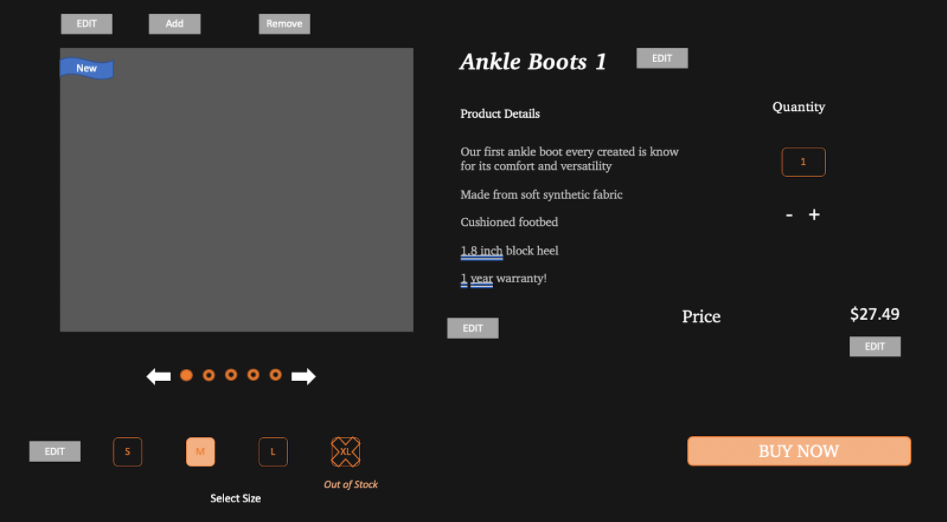 EDIT
Add
Remove
New
Ankle Boots 1
EDIT
Product Details
Quantity
Our first ankle boot every created is know
for its comfort and versatility
1
Made from soft synthetic fabric
Cushioned footbed
- +
1.8 inch block heel
1 year warranty!
EDIT
Price
$27.49
EDIT
EDIT
S
M
L
XL
Out of Stock
Select Size
BUY NOW